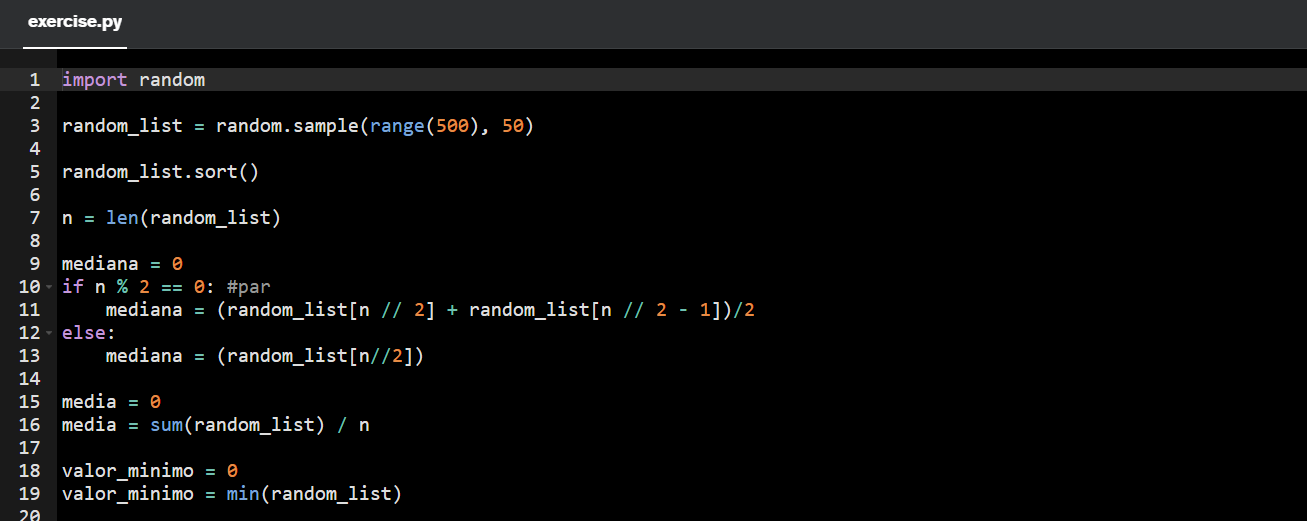 exercise.py
1 import random
2
3 random_list = random.sample(range(500), 50)
4
5 random_list.sort()
6
7 n = len(random_list)
8
9 mediana = 0
10 if n % 2 == 0: #par
11     mediana = (random_list[n // 2] + random_list[n // 2 - 1])/2
12 else:
13     mediana = (random_list[n//2])
14
15 media = 0
16 media = sum(random_list) / n
17
18 valor_minimo = 0
19 valor_minimo = min(random_list)
20